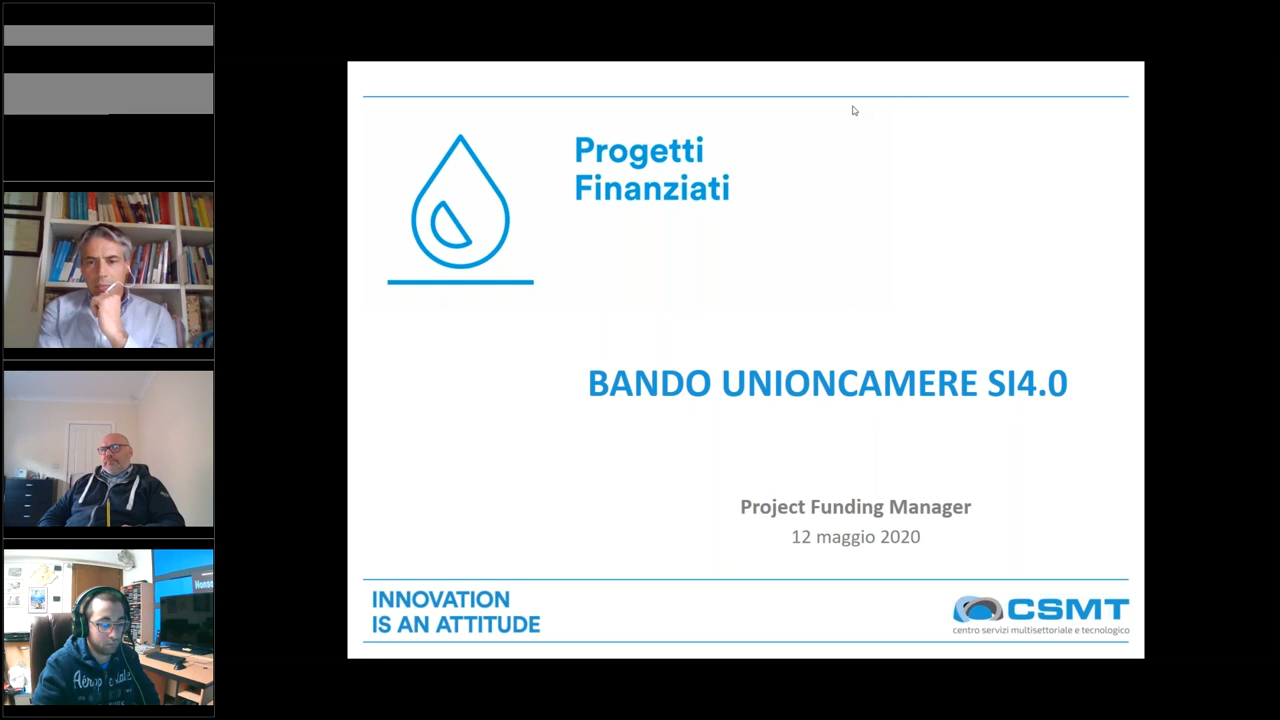 Progetti
Finanziati
BANDO UNIONCAMERE SI4.0
Project Funding Manager
12 maggio 2020
INNOVATION
IS AN ATTITUDE
CSMT
centro servizi multisettoriale e tecnologico